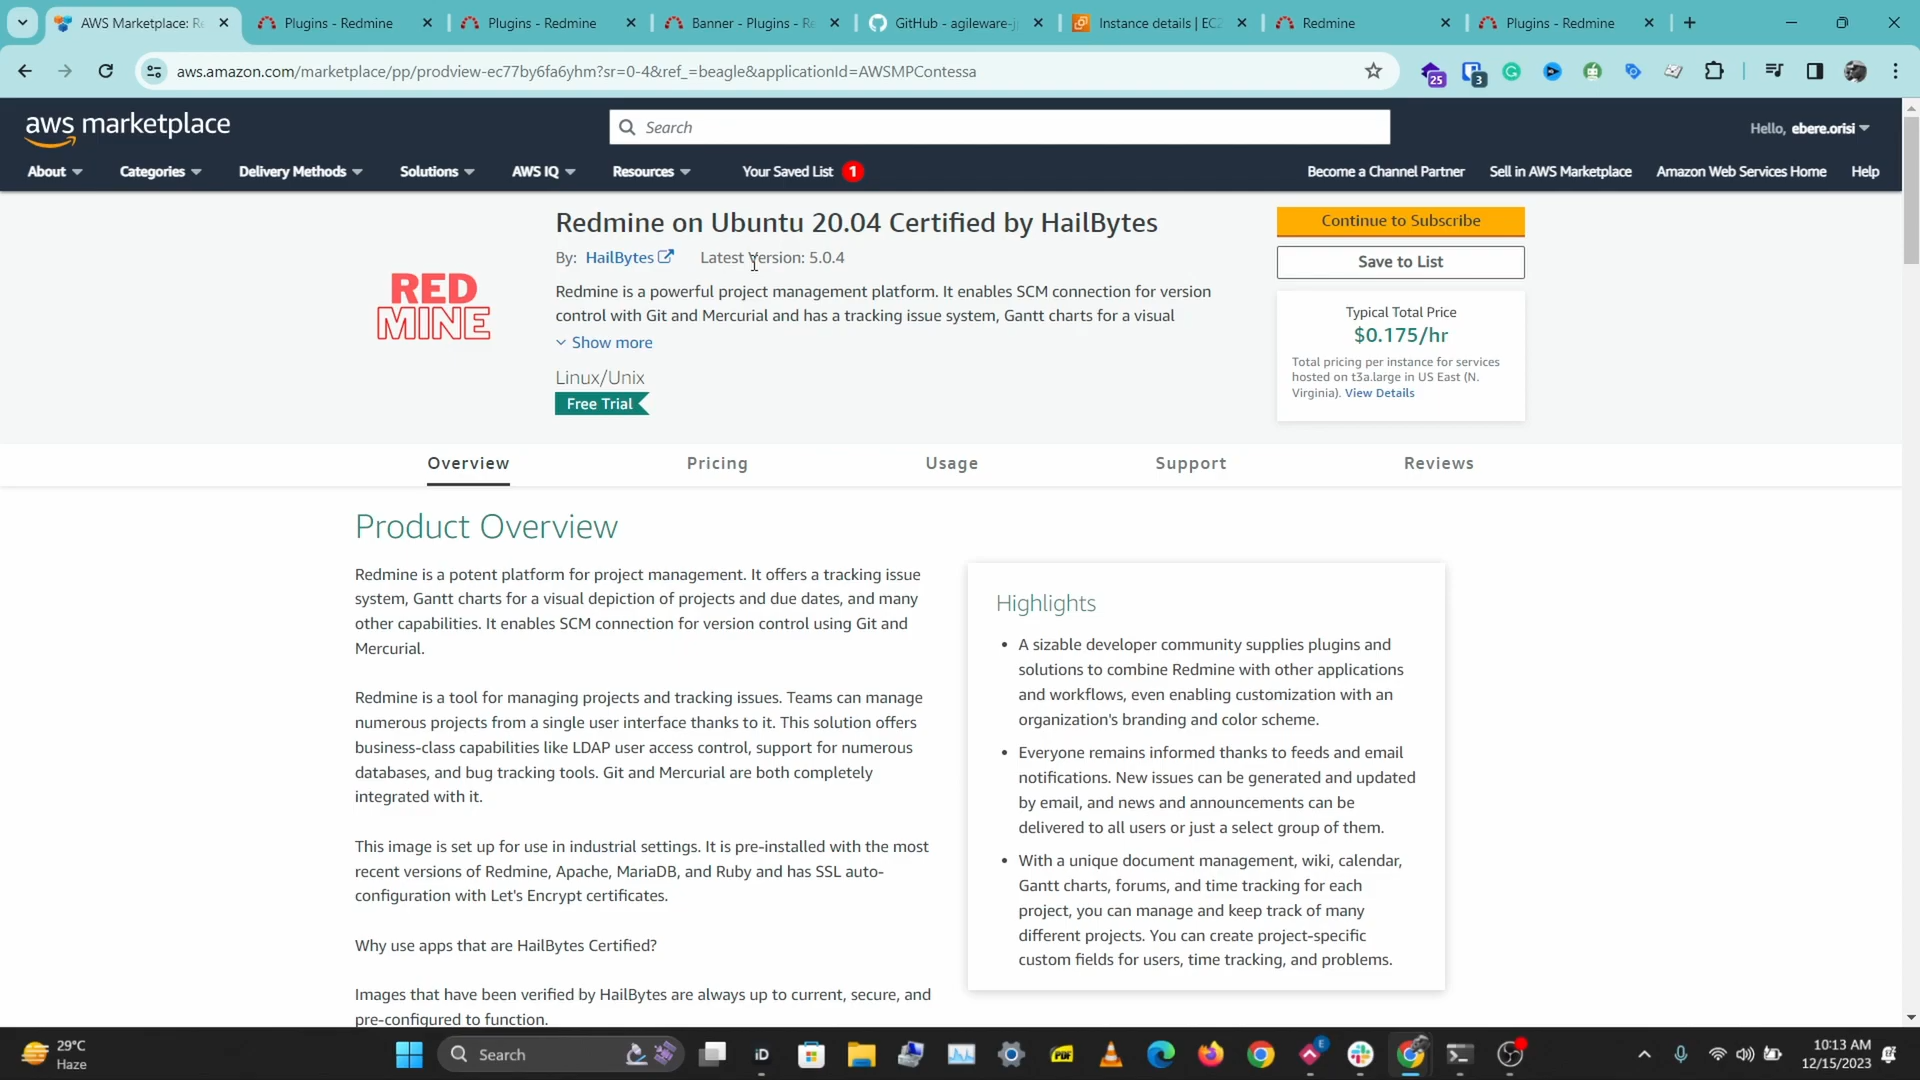 AWS Marketplace: Re
Plugins - Redmine
Plugins - Redmine
Banner - Plugins - Re
GitHub - agileware-j
Instance details | EC2
Redmine
Plugins - Redmine
aws.amazon.com/marketplace/pp/prodview-ec77by6fa6yhm?sr=0-4&ref_=beagle&applicationId=AWSMPContessa
25
3
aws marketplace
Search
Hello, ebere.orisi
About
Categories
Delivery Methods
Solutions
AWS IQ
Resources
Your Saved List 1
Become a Channel Partner
Sell in AWS Marketplace
Amazon Web Services Home
Help
RED
MINE
Redmine on Ubuntu 20.04 Certified by HailBytes
By: HailBytes Latest Version: 5.0.4
Redmine is a powerful project management platform. It enables SCM connection for version
control with Git and Mercurial and has a tracking issue system, Gantt charts for a visual
Show more
Linux/Unix
Free Trial
Continue to Subscribe
Save to List
Typical Total Price
$0.175/hr
Total pricing per instance for services
hosted on t3a.large in US East (N.
Virginia). View Details
Overview
Pricing
Usage
Support
Reviews
Product Overview
Redmine is a potent platform for project management. It offers a tracking issue
system, Gantt charts for a visual depiction of projects and due dates, and many
other capabilities. It enables SCM connection for version control using Git and
Mercurial.
Redmine is a tool for managing projects and tracking issues. Teams can manage
numerous projects from a single user interface thanks to it. This solution offers
business-class capabilities like LDAP user access control, support for numerous
databases, and bug tracking tools. Git and Mercurial are both completely
integrated with it.
This image is set up for use in industrial settings. It is pre-installed with the most
recent versions of Redmine, Apache, MariaDB, and Ruby and has SSL auto-
configuration with Let's Encrypt certificates.
Why use apps that are HailBytes Certified?
Images that have been verified by HailBytes are always up to current, secure, and
pre-configured to function.
Highlights
• A sizable developer community supplies plugins and
solutions to combine Redmine with other applications
and workflows, even enabling customization with an
organization's branding and color scheme.
• Everyone remains informed thanks to feeds and email
notifications. New issues can be generated and updated
by email, and news and announcements can be
delivered to all users or just a select group of them.
• With a unique document management, wiki, calendar,
Gantt charts, forums, and time tracking for each
project, you can manage and keep track of many
different projects. You can create project-specific
custom fields for users, time tracking, and problems.
29°C
Haze
Search
iD
PDF
E
10:13 AM
12/15/2023